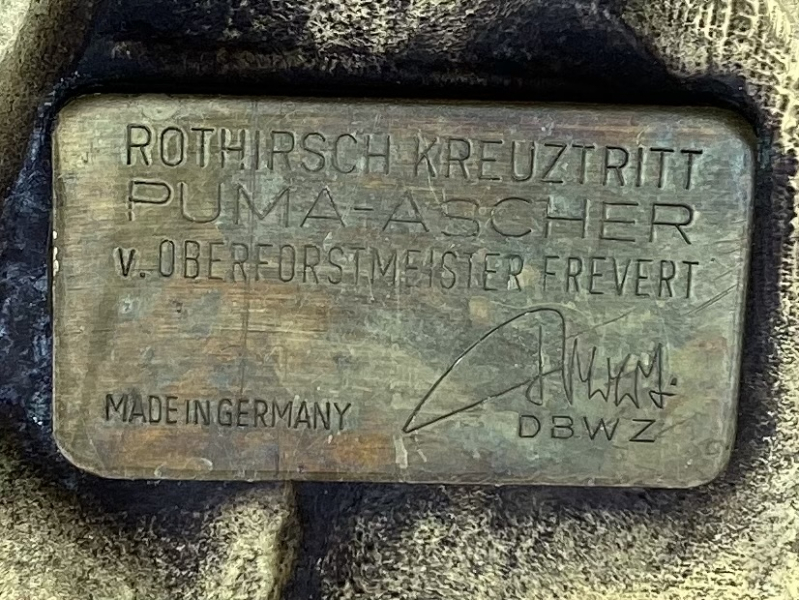 ROTHIRSCH KREUZTRITT
PUMA-ASCHER
v. OBERFORSTMEISTER FREVERT
MADE IN GERMANY
DBWZ